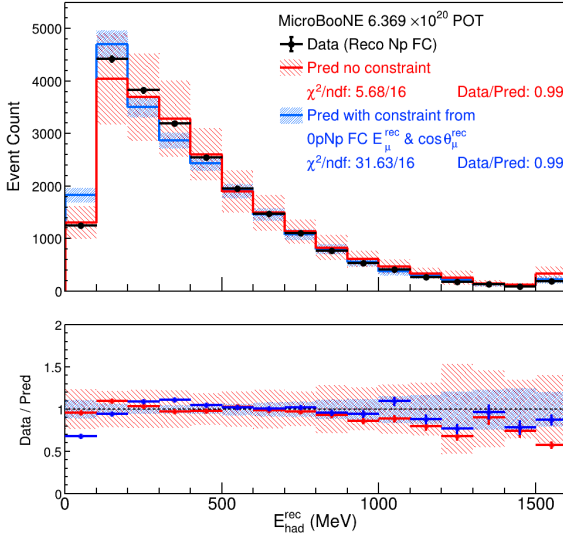 MicroBooNE 6.369 ×10²⁰ POT
Data (Reco Np FC)
Pred no constraint
χ²/ndf: 5.68/16 Data/Pred: 0.99
Pred with constraint from
0pNp FC E_μ^rec & cosθ_μ^rec
χ²/ndf: 31.63/16 Data/Pred: 0.99
Event Count
5000
4000
3000
2000
1000
0
Data / Pred
2
1.5
1
0.5
0
0 500 1000 1500
E_had^rec (MeV)